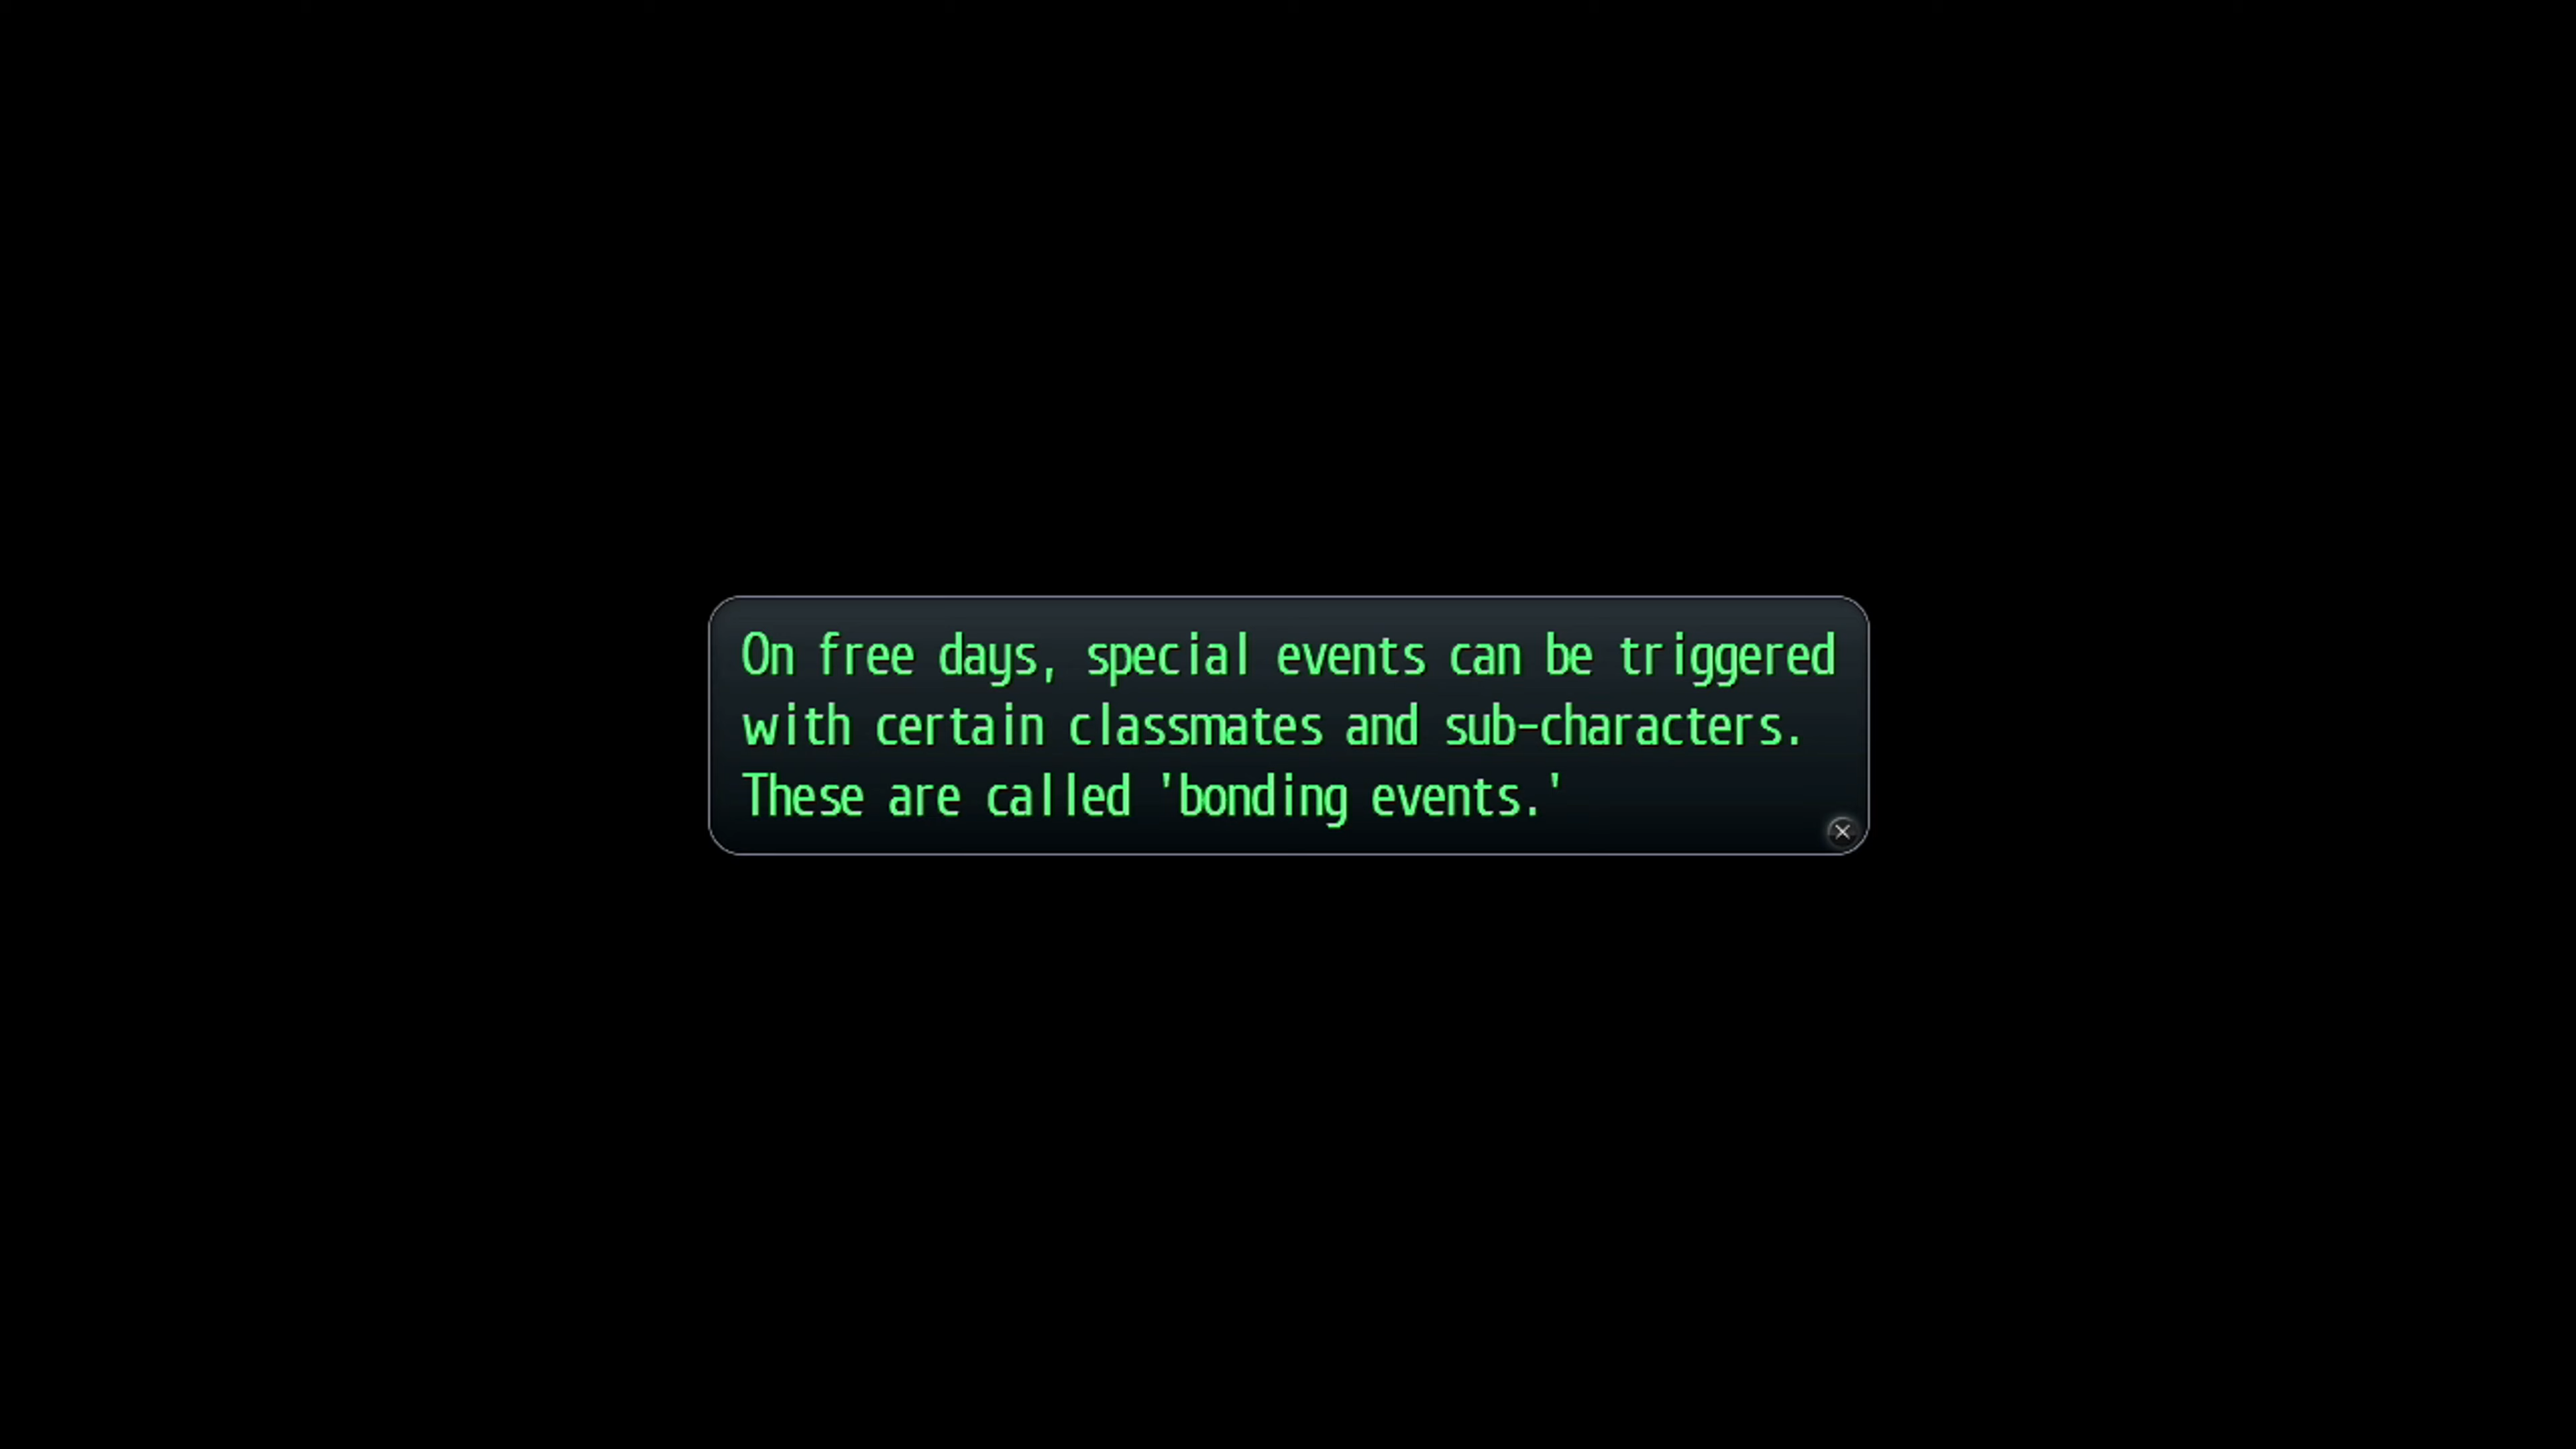 On free days, special events can be triggered
with certain classmates and sub-characters.
These are called 'bonding events.'